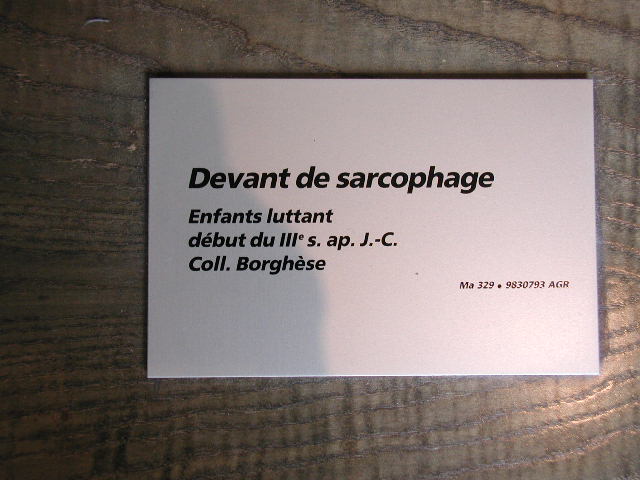 Devant de sarcophage
Enfants luttant
début du IIIe s. ap. J.-C.
Coll. Borghèse
Ma 329 • 9830793 AGR